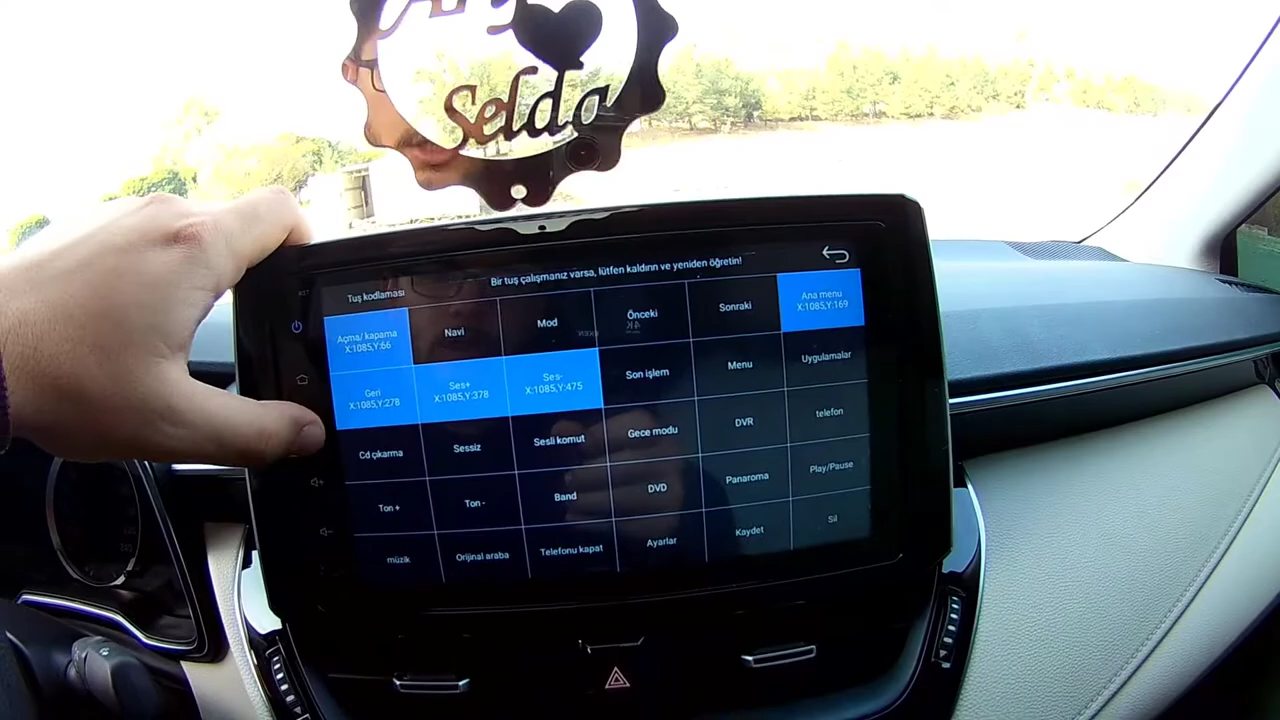 Selda
RST
Tuş kodlaması
Bir tuş çalışmanız varsa, lütfen kaldırın ve yeniden öğretin!
Açma/ kapama
X:1085,Y:66
Navi
Mod
Önceki
Sonraki
Ana menu
X:1085,Y:169
Geri
X:1085,Y:278
Ses+
X:1085,Y:378
Ses-
X:1085,Y:475
Son işlem
Menu
Uygulamalar
Cd çıkarma
Sessiz
Sesli komut
Gece modu
DVR
telefon
Ton +
Ton -
Band
DVD
Panaroma
Play/Pause
müzik
Orijinal araba
Telefonu kapat
Ayarlar
Kaydet
Sil